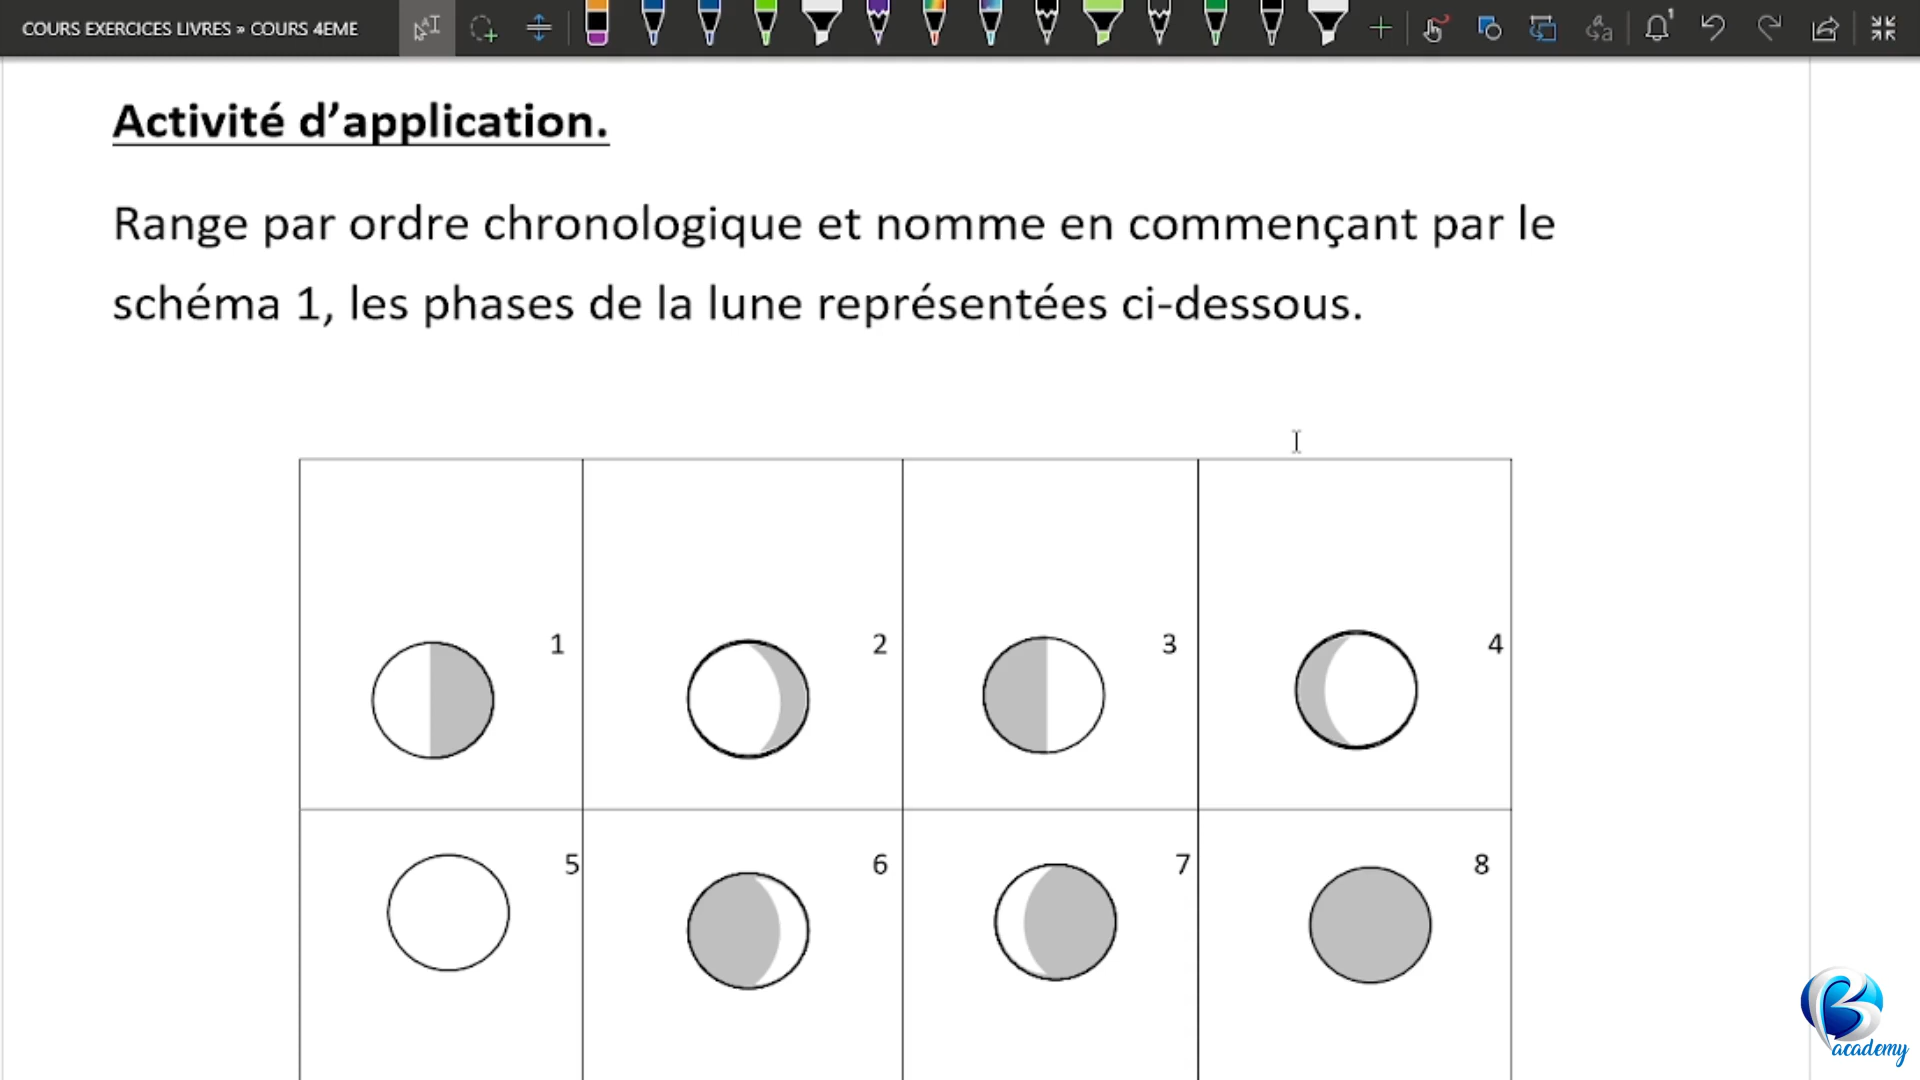 COURS EXERCICES LIVRES » COURS 4EME
Activité d’application.
Range par ordre chronologique et nomme en commençant par le
schéma 1, les phases de la lune représentées ci-dessous.
1
2
3
4
5
6
7
8
academy